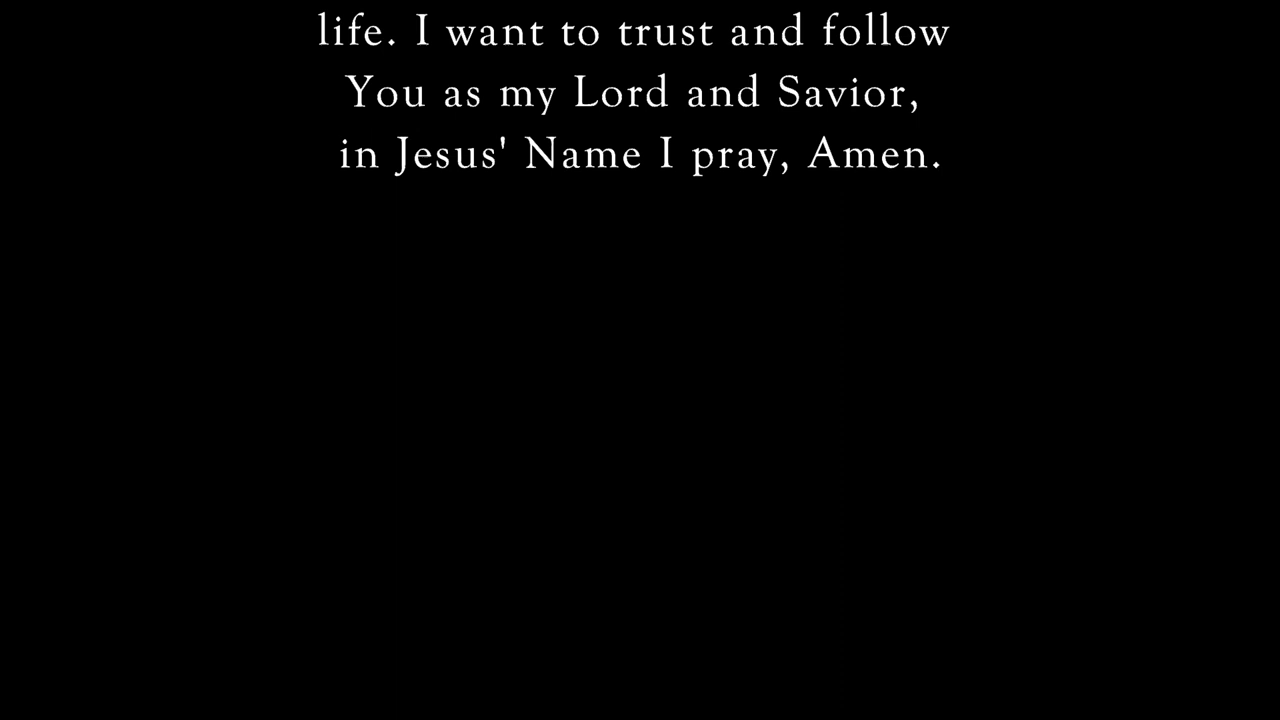 life. I want to trust and follow
You as my Lord and Savior,
in Jesus' Name I pray, Amen.